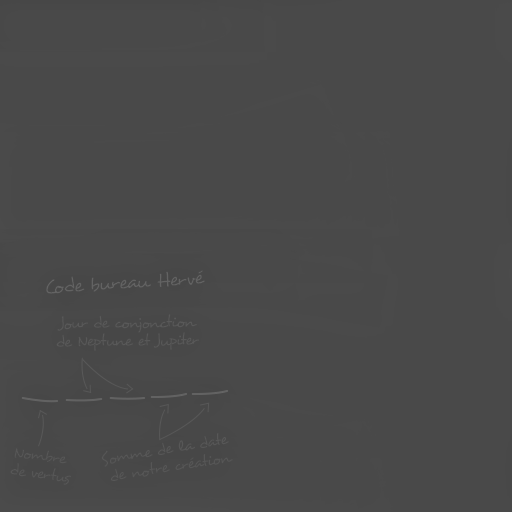 Code bureau Hervé
Jour de conjonction
de Neptune et Jupiter
Nombre
de vertus
Somme de la date
de notre création